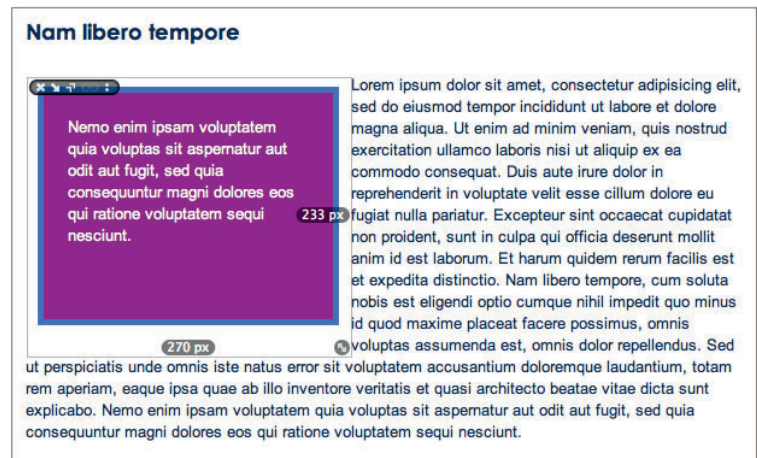 Nam libero tempore
Nemo enim ipsam voluptatem
quia voluptas sit aspernatur aut
odit aut fugit, sed quia
consequuntur magni dolores eos
qui ratione voluptatem sequi
nesciunt.
233 px
270 px
Lorem ipsum dolor sit amet, consectetur adipisicing elit,
sed do eiusmod tempor incididunt ut labore et dolore
magna aliqua. Ut enim ad minim veniam, quis nostrud
exercitation ullamco laboris nisi ut aliquip ex ea
commodo consequat. Duis aute irure dolor in
reprehenderit in voluptate velit esse cillum dolore eu
fugiat nulla pariatur. Excepteur sint occaecat cupidatat
non proident, sunt in culpa qui officia deserunt mollit
anim id est laborum. Et harum quidem rerum facilis est
et expedita distinctio. Nam libero tempore, cum soluta
nobis est eligendi optio cumque nihil impedit quo minus
id quod maxime placeat facere possimus, omnis
voluptas assumenda est, omnis dolor repellendus. Sed
ut perspiciatis unde omnis iste natus error sit voluptatem accusantium doloremque laudantium, totam
rem aperiam, eaque ipsa quae ab illo inventore veritatis et quasi architecto beatae vitae dicta sunt
explicabo. Nemo enim ipsam voluptatem quia voluptas sit aspernatur aut odit aut fugit, sed quia
consequuntur magni dolores eos qui ratione voluptatem sequi nesciunt.